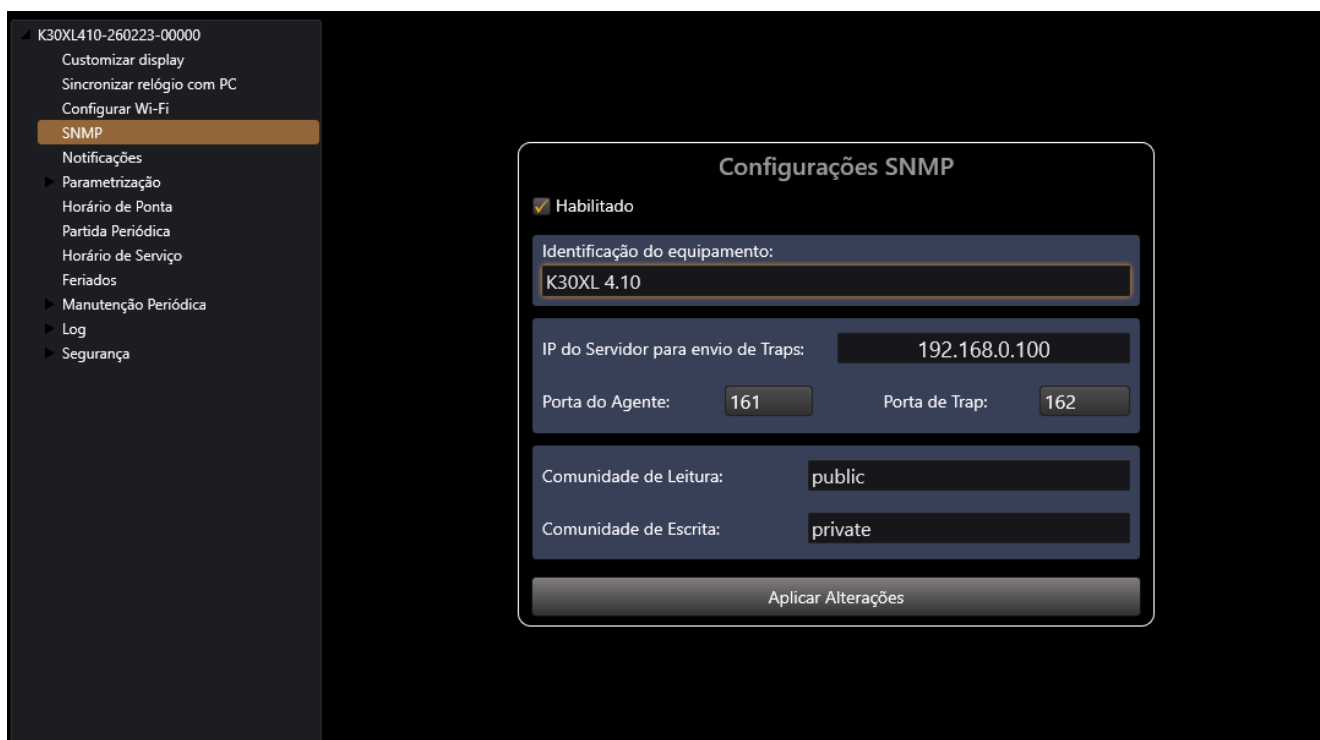 K30XL410-260223-00000
Customizar display
Sincronizar relógio com PC
Configurar Wi-Fi
SNMP
Notificações
Parametrização
Horário de Ponta
Partida Periódica
Horário de Serviço
Feriados
Manutenção Periódica
Log
Segurança
Configurações SNMP
Habilitado
Identificação do equipamento:
K30XL 4.10
IP do Servidor para envio de Traps: 192.168.0.100
Porta do Agente: 161 Porta de Trap: 162
Comunidade de Leitura: public
Comunidade de Escrita: private
Aplicar Alterações